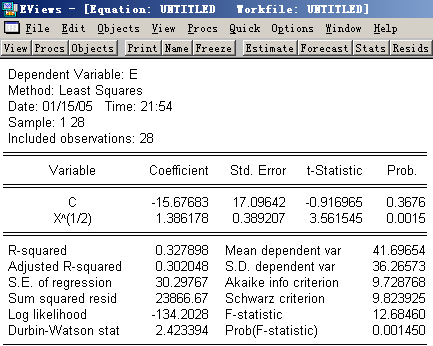 EViews - [Equation: UNTITLED Workfile: UNTITLED]
File Edit Objects View Procs Quick Options Window Help
View Procs Objects Print Name Freeze Estimate Forecast Stats Resids
Dependent Variable: E
Method: Least Squares
Date: 01/15/05 Time: 21:54
Sample: 1 28
Included observations: 28
Variable Coefficient Std. Error t-Statistic Prob.
C -15.67683 17.09642 -0.916965 0.3676
X^(1/2) 1.386178 0.389207 3.561545 0.0015
R-squared 0.327898 Mean dependent var 41.69654
Adjusted R-squared 0.302048 S.D. dependent var 36.26573
S.E. of regression 30.29767 Akaike info criterion 9.728768
Sum squared resid 23866.67 Schwarz criterion 9.823925
Log likelihood -134.2028 F-statistic 12.68460
Durbin-Watson stat 2.423394 Prob(F-statistic) 0.001450